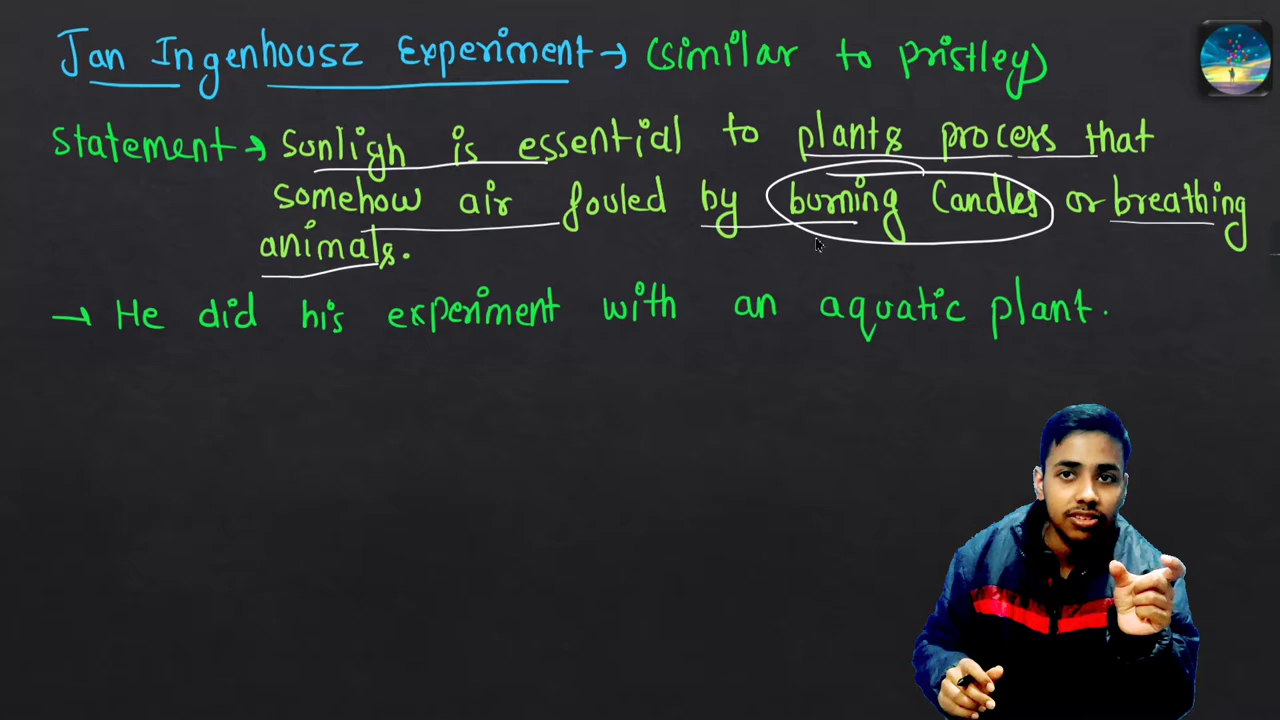 Jan Ingenhousz Experiment → (similar to pristley)
Statement → Sunligh is essential to plants process that
somehow air fouled by burning Candles or breathing
animals.
→ He did his experiment with an aquatic plant.